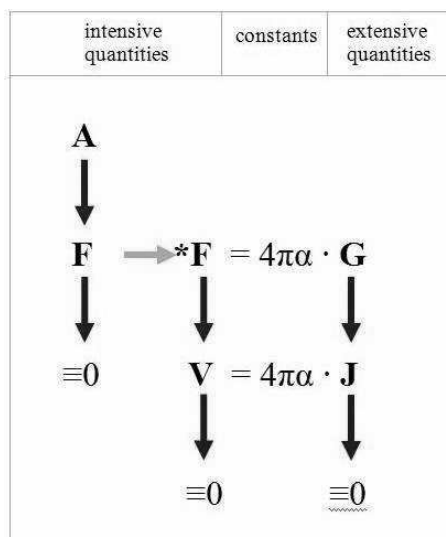 intensive quantities
constants
extensive quantities
A
F *F = 4πα · G
≡0 V = 4πα · J
≡0 ≡0